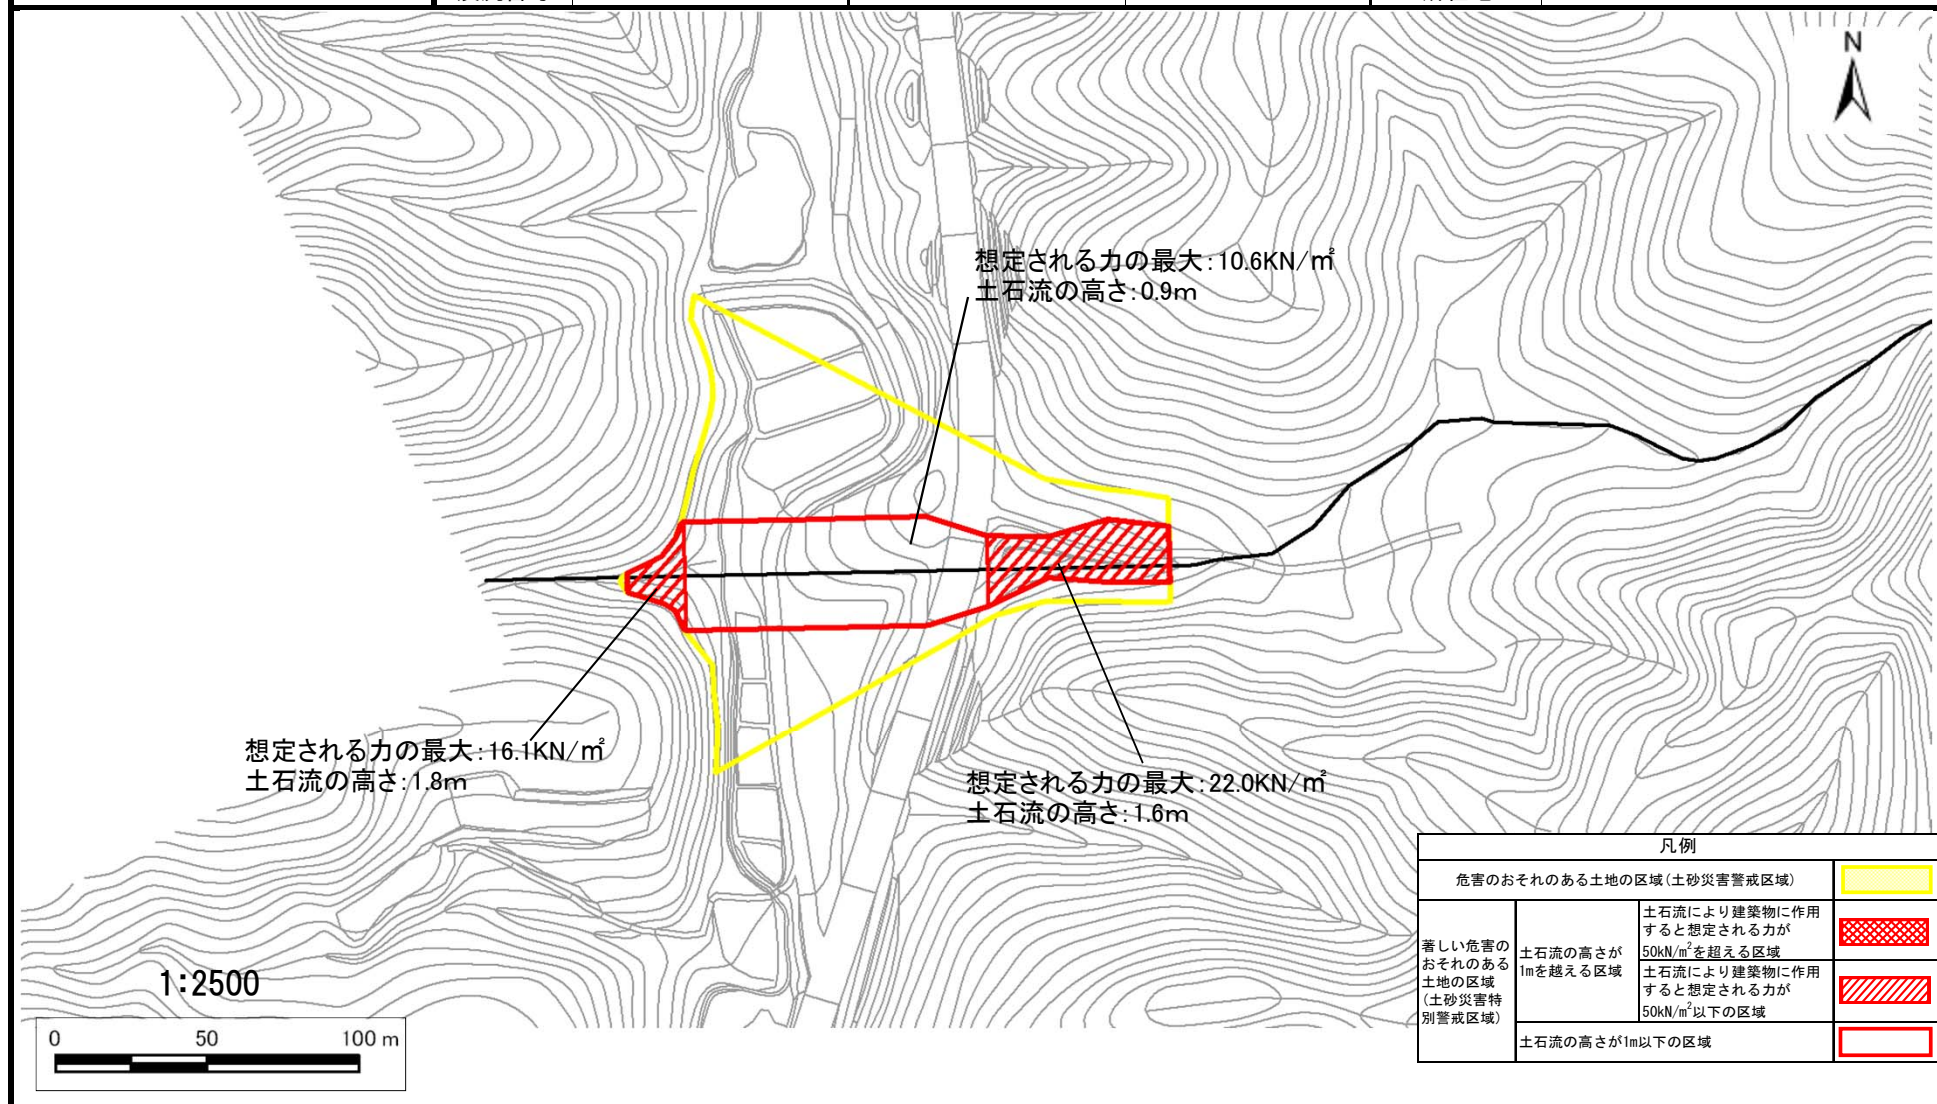 N
想定される力の最大:10.6KN/㎡
土石流の高さ:0.9m
想定される力の最大:16.1KN/㎡
土石流の高さ:1.8m
想定される力の最大:22.0KN/㎡
土石流の高さ:1.6m
1:2500
0 50 100 m
凡例
危害のおそれのある土地の区域(土砂災害警戒区域)
著しい危害の
おそれのある
土地の区域
(土砂災害特
別警戒区域)
土石流の高さが
1mを越える区域
土石流により建築物に作用
すると想定される力が
50kN/m²を超える区域
土石流により建築物に作用
すると想定される力が
50kN/m²以下の区域
土石流の高さが1m以下の区域